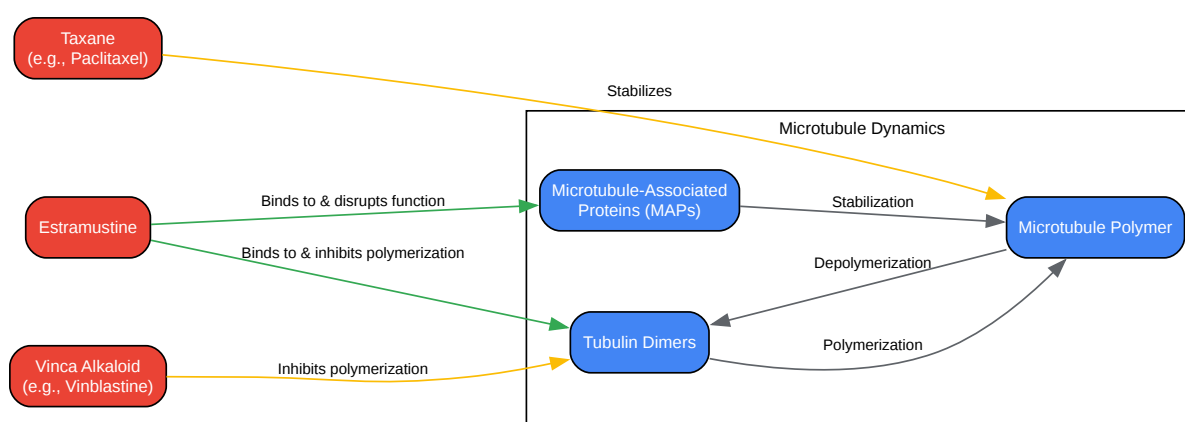 Taxane
(e.g., Paclitaxel)
Stabilizes
Microtubule Dynamics
Microtubule-Associated
Proteins (MAPs)
Binds to & disrupts function
Stabilization
Estramustine
Microtubule Polymer
Binds to & inhibits polymerization
Depolymerization
Tubulin Dimers
Polymerization
Vinca Alkaloid
(e.g., Vinblastine)
Inhibits polymerization